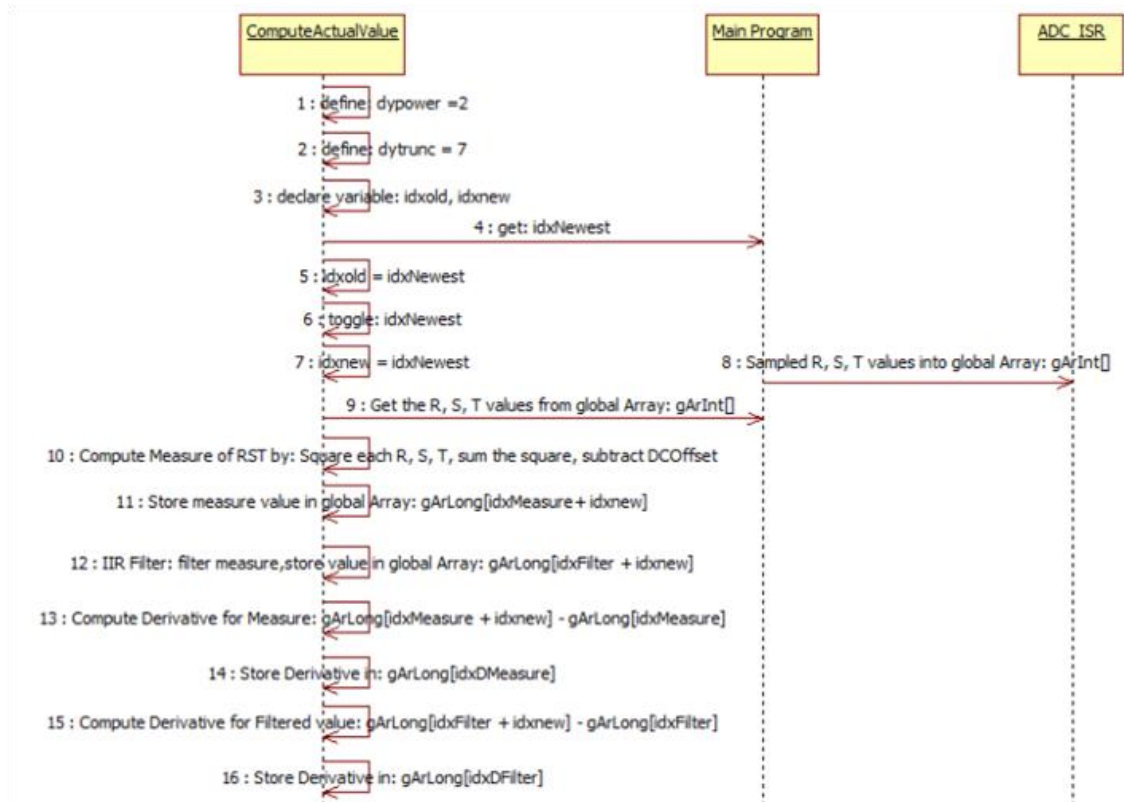 ComputeActualValue
Main Program
ADC_ISR
1 : define: dypower =2
2 : define: dytrunc = 7
3 : declare variable: idxold, idxnew
4 : get: idxNewest
5 : idxold = idxNewest
6 : toggle: idxNewest
7 : idxnew = idxNewest
8 : Sampled R, S, T values into global Array: gArInt[]
9 : Get the R, S, T values from global Array: gArInt[]
10 : Compute Measure of RST by: Square each R, S, T, sum the square, subtract DCOffset
11 : Store measure value in global Array: gArLong[idxMeasure+ idxnew]
12 : IIR Filter: filter measure,store value in global Array: gArLong[idxFilter + idxnew]
13 : Compute Derivative for Measure: gArLong[idxMeasure + idxnew] - gArLong[idxMeasure]
14 : Store Derivative in: gArLong[idxDMeasure]
15 : Compute Derivative for Filtered value: gArLong[idxFilter + idxnew] - gArLong[idxFilter]
16 : Store Derivative in: gArLong[idxDFilter]